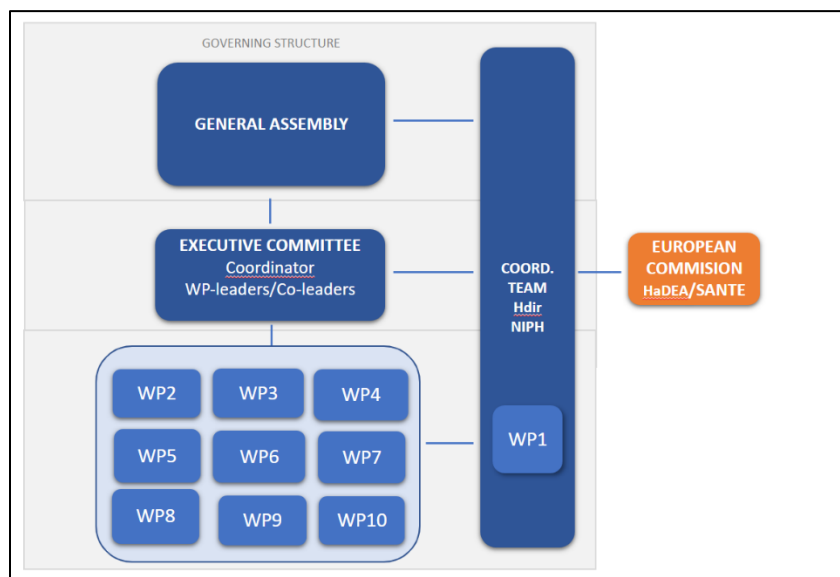 GOVERNING STRUCTURE
GENERAL ASSEMBLY
EXECUTIVE COMMITTEE
Coordinator
WP-leaders/Co-leaders
COORD.
TEAM
Hdir
NIPH
EUROPEAN
COMMISION
HaDEA/SANTE
WP2
WP3
WP4
WP5
WP6
WP7
WP1
WP8
WP9
WP10